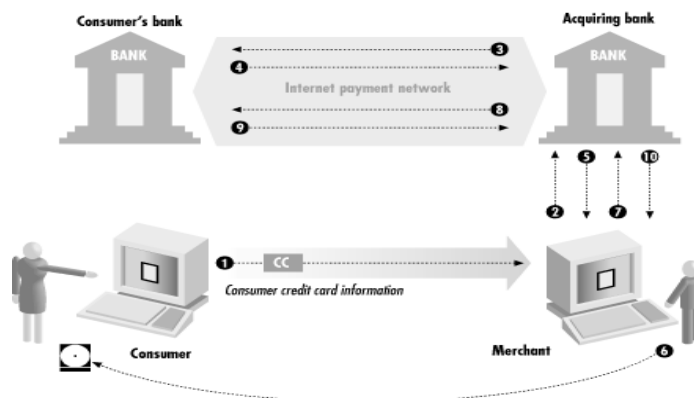 Consumer's bank
Acquiring bank
BANK
BANK
3
4
Internet payment network
8
9
5
10
2
7
1
CC
Consumer credit card information
Consumer
Merchant
6